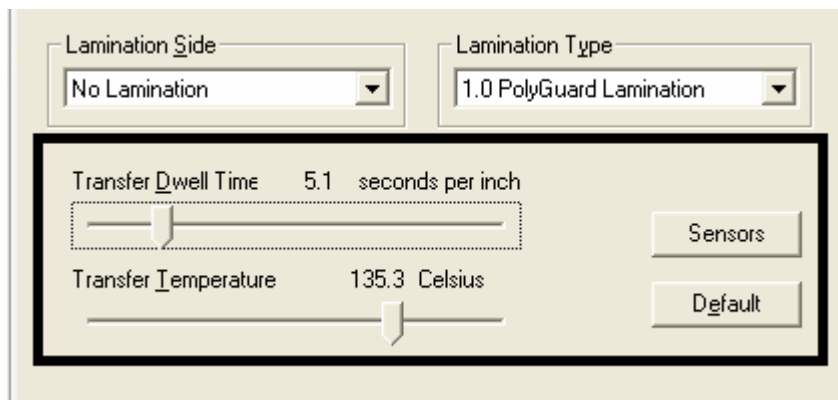 Lamination Side
Lamination Type
No Lamination
1.0 PolyGuard Lamination
Transfer Dwell Time 5.1 seconds per inch
Sensors
Transfer Temperature 135.3 Celsius
Default